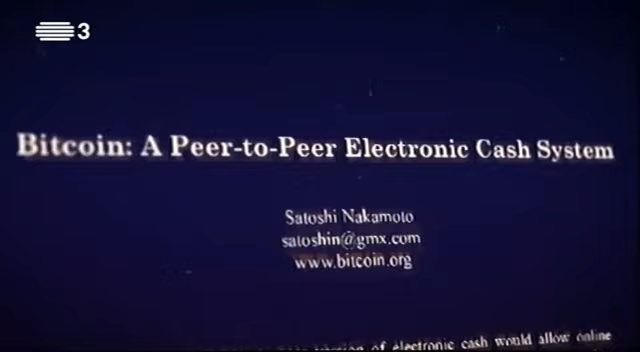 3
Bitcoin: A Peer-to-Peer Electronic Cash System
Satoshi Nakamoto
satoshin@gmx.com
www.bitcoin.org
of electronic cash would allow online